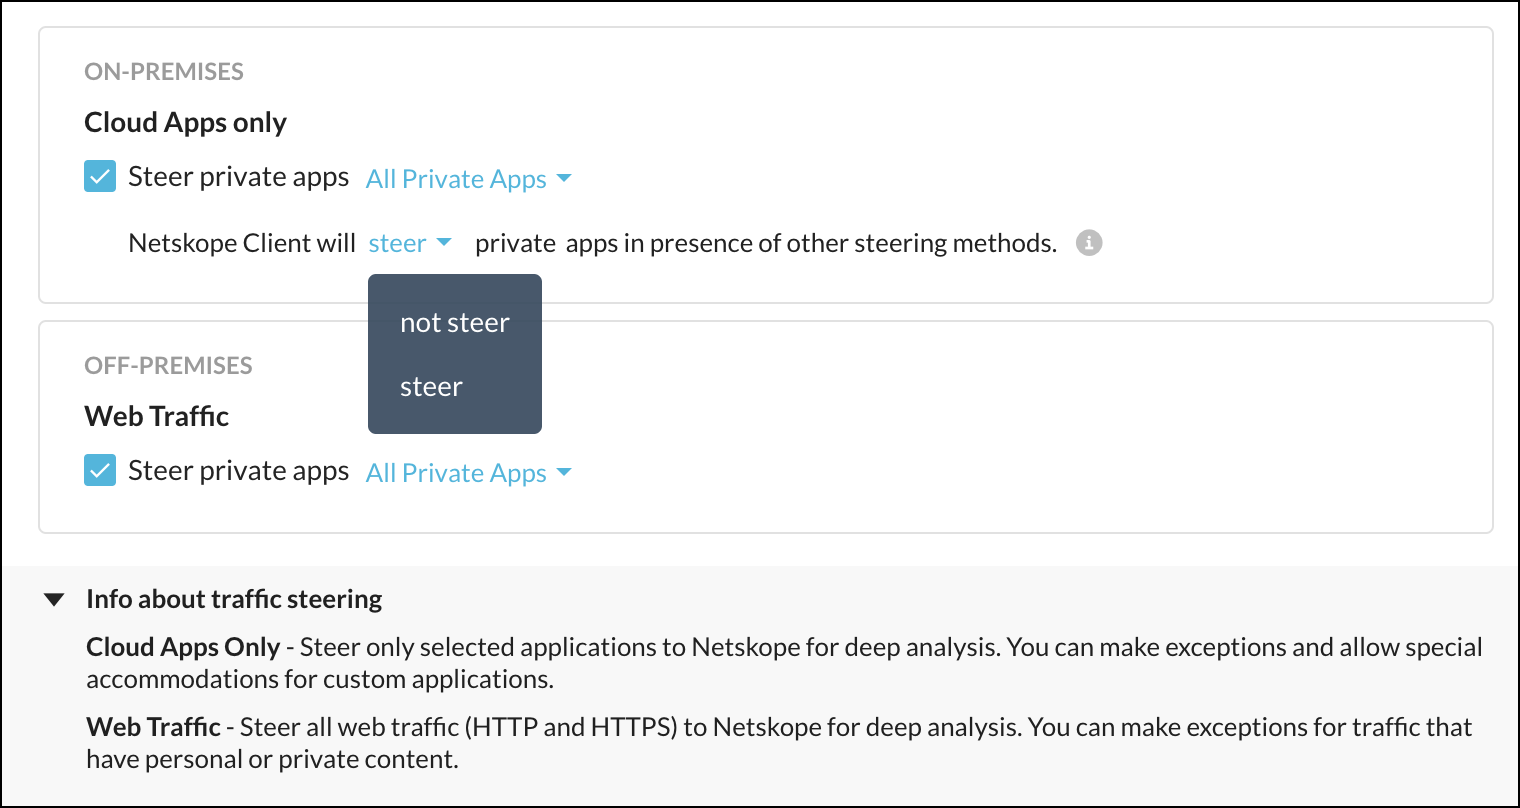 ON-PREMISES
Cloud Apps only
Steer private apps All Private Apps
Netskope Client will steer private apps in presence of other steering methods.
not steer
steer
OFF-PREMISES
Web Traffic
Steer private apps All Private Apps
Info about traffic steering
Cloud Apps Only - Steer only selected applications to Netskope for deep analysis. You can make exceptions and allow special
accommodations for custom applications.
Web Traffic - Steer all web traffic (HTTP and HTTPS) to Netskope for deep analysis. You can make exceptions for traffic that
have personal or private content.